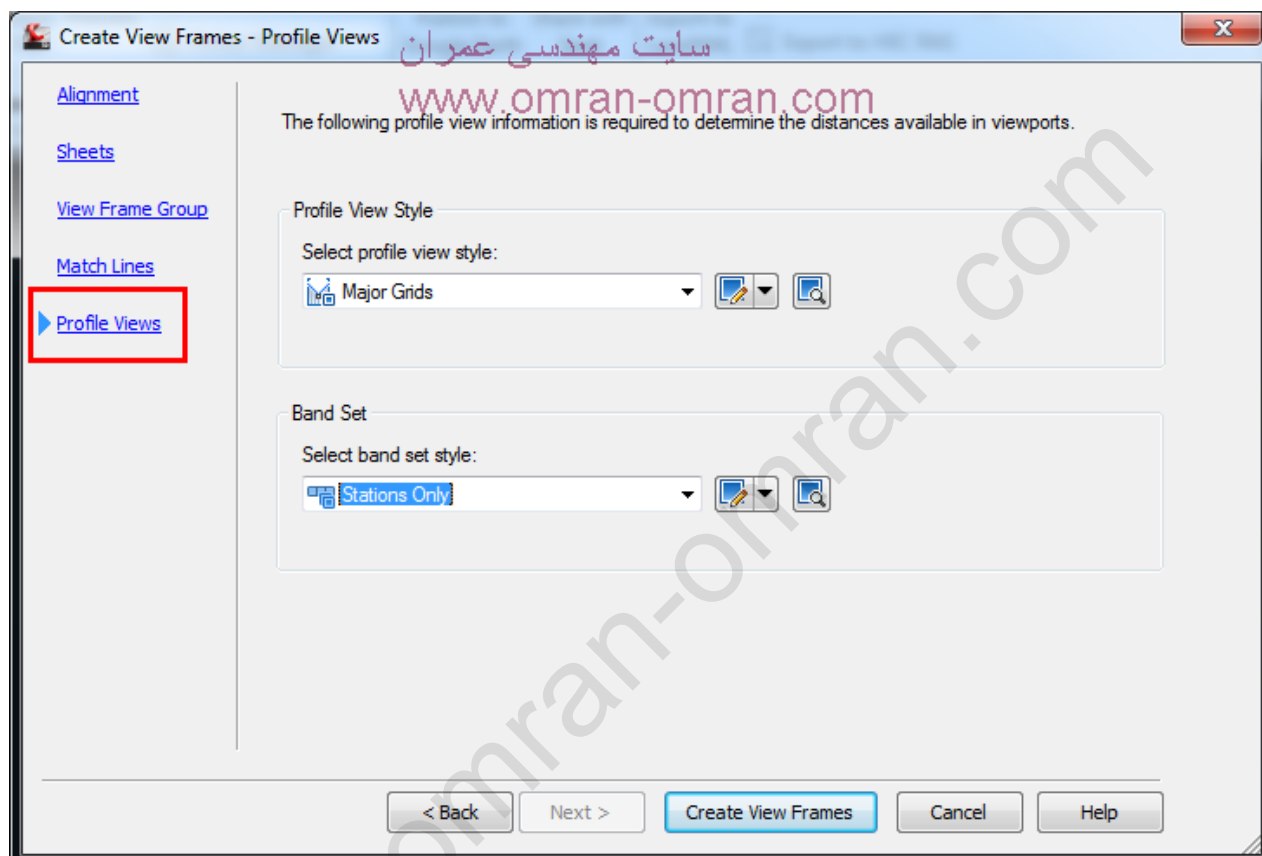 Create View Frames - Profile Views
سایت مهندسی عمران
www.omran-omran.com
Alignment
Sheets
View Frame Group
Match Lines
Profile Views
The following profile view information is required to determine the distances available in viewports.
Profile View Style
Select profile view style:
Major Grids
Band Set
Select band set style:
Stations Only
< Back
Next >
Create View Frames
Cancel
Help
omran-omran.com